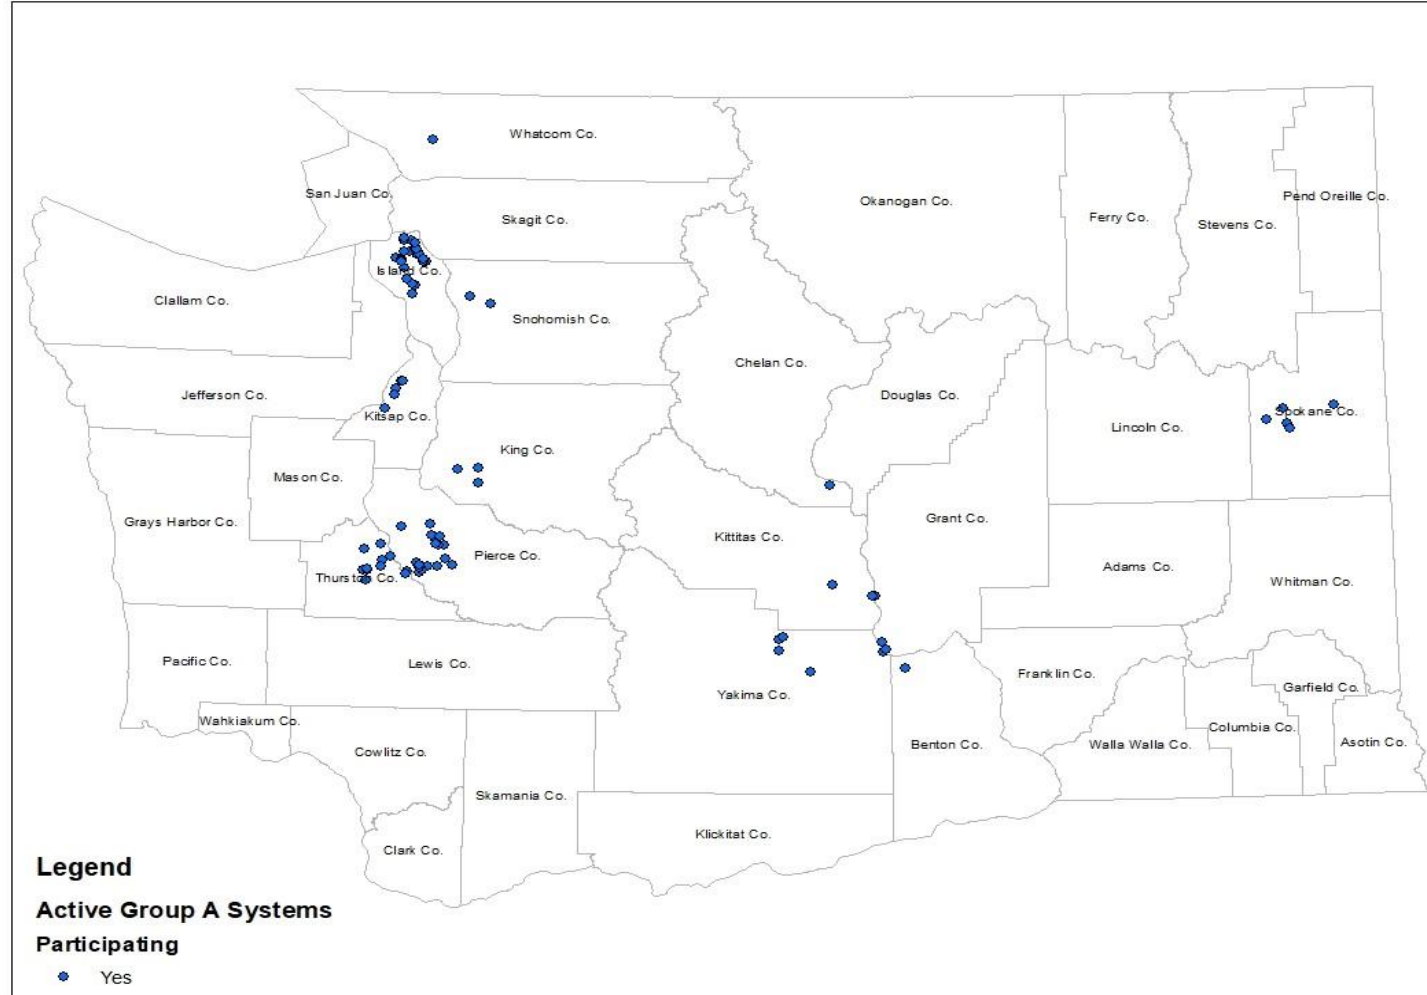 Whatcom Co.
San Juan Co.
Skagit Co.
Okanogan Co.
Ferry Co.
Stevens Co.
Pend Oreille Co.
Island Co.
Clallam Co.
Snohomish Co.
Chelan Co.
Jefferson Co.
Kitsap Co.
Douglas Co.
Lincoln Co.
Spokane Co.
King Co.
Mason Co.
Grays Harbor Co.
Kittitas Co.
Grant Co.
Pierce Co.
Thurston Co.
Adams Co.
Whitman Co.
Pacific Co.
Lewis Co.
Yakima Co.
Franklin Co.
Garfield Co.
Wahkiakum Co.
Cowlitz Co.
Benton Co.
Walla Walla Co.
Columbia Co.
Asotin Co.
Skamania Co.
Klickitat Co.
Clark Co.
Legend
Active Group A Systems
Participating
Yes